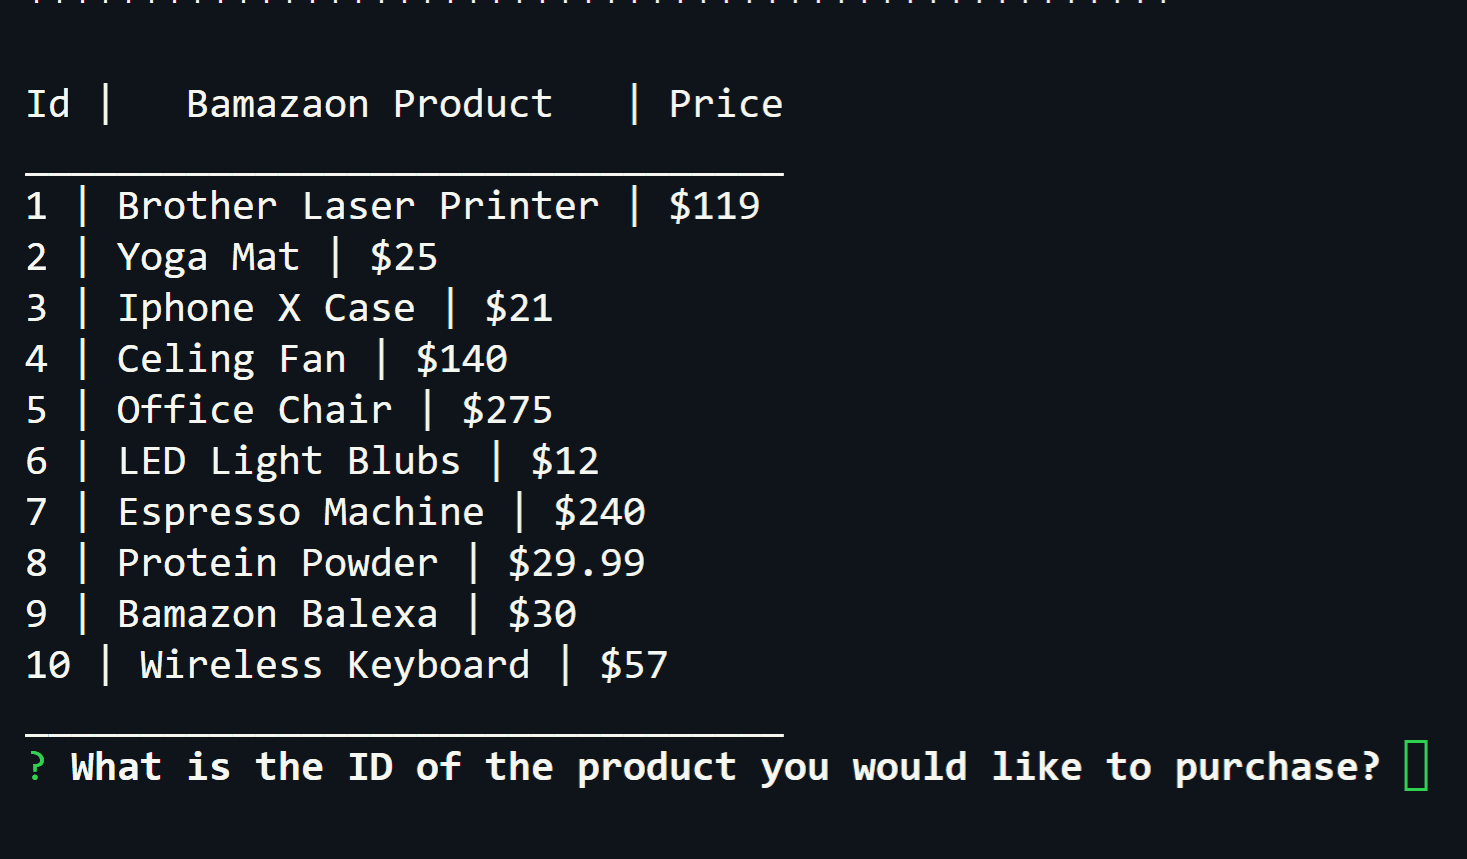 Id |   Bamazaon Product   | Price
_________________________________
1 | Brother Laser Printer | $119
2 | Yoga Mat | $25
3 | Iphone X Case | $21
4 | Celing Fan | $140
5 | Office Chair | $275
6 | LED Light Blubs | $12
7 | Espresso Machine | $240
8 | Protein Powder | $29.99
9 | Bamazon Balexa | $30
10 | Wireless Keyboard | $57
_________________________________
? What is the ID of the product you would like to purchase?